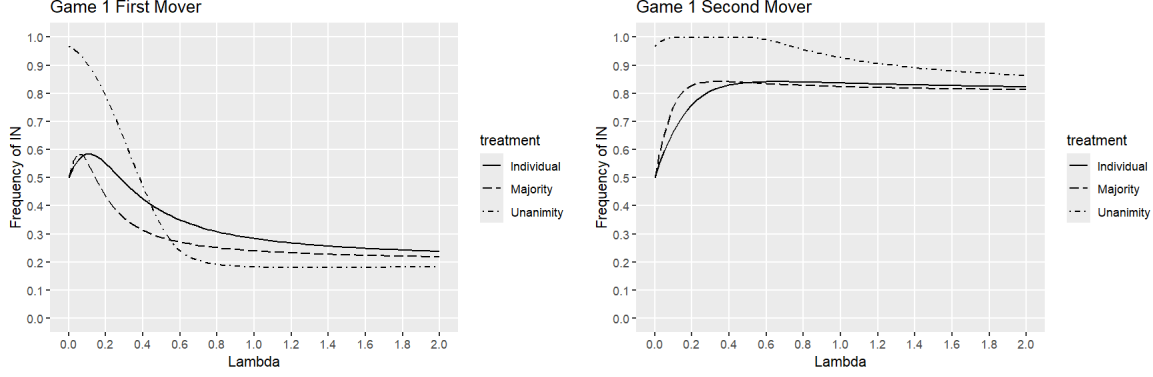 Game 1 First Mover
1.0
0.9
0.8
0.7
0.6
0.5
0.4
0.3
0.2
0.1
0.0
Frequency of IN
0.0 0.2 0.4 0.6 0.8 1.0 1.2 1.4 1.6 1.8 2.0
Lambda
treatment
Individual
Majority
Unanimity
Game 1 Second Mover
1.0
0.9
0.8
0.7
0.6
0.5
0.4
0.3
0.2
0.1
0.0
Frequency of IN
0.0 0.2 0.4 0.6 0.8 1.0 1.2 1.4 1.6 1.8 2.0
Lambda
treatment
Individual
Majority
Unanimity